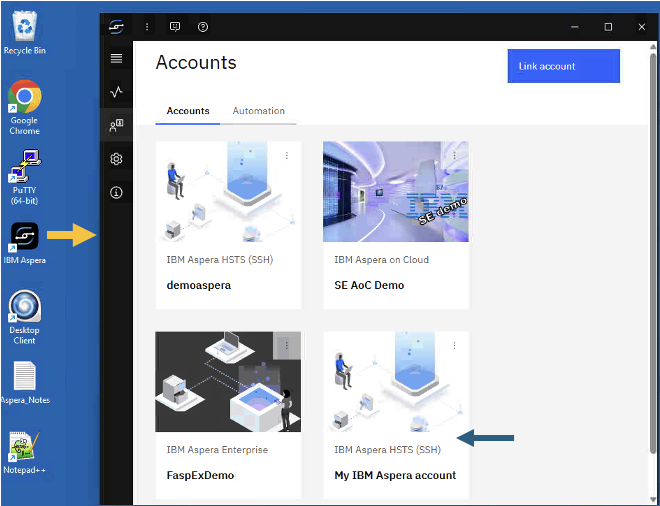 Recycle Bin
Google
Chrome
PuTTY
(64-bit)
IBM Aspera
Desktop
Client
Aspera_Notes
Notepad++
Accounts
Link account
Accounts
Automation
IBM Aspera HSTS (SSH)
demoaspera
SE demo
IBM Aspera on Cloud
SE AoC Demo
IBM Aspera Enterprise
FaspExDemo
IBM Aspera HSTS (SSH)
My IBM Aspera account